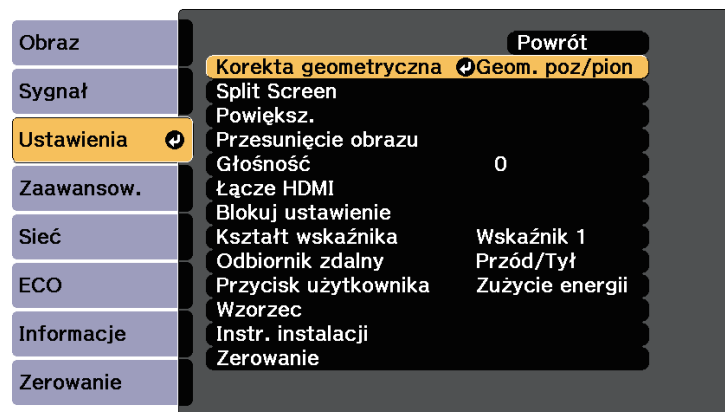 Obraz
Sygnał
Ustawienia
Zaawansow.
Sieć
ECO
Informacje
Zerowanie
Powrót
Korekta geometryczna Geom. poz/pion
Split Screen
Powiększ.
Przesunięcie obrazu
Głośność 0
Łącze HDMI
Blokuj ustawienie
Kształt wskaźnika Wskaźnik 1
Odbiornik zdalny Przód/Tył
Przycisk użytkownika Zużycie energii
Wzorzec
Instr. instalacji
Zerowanie